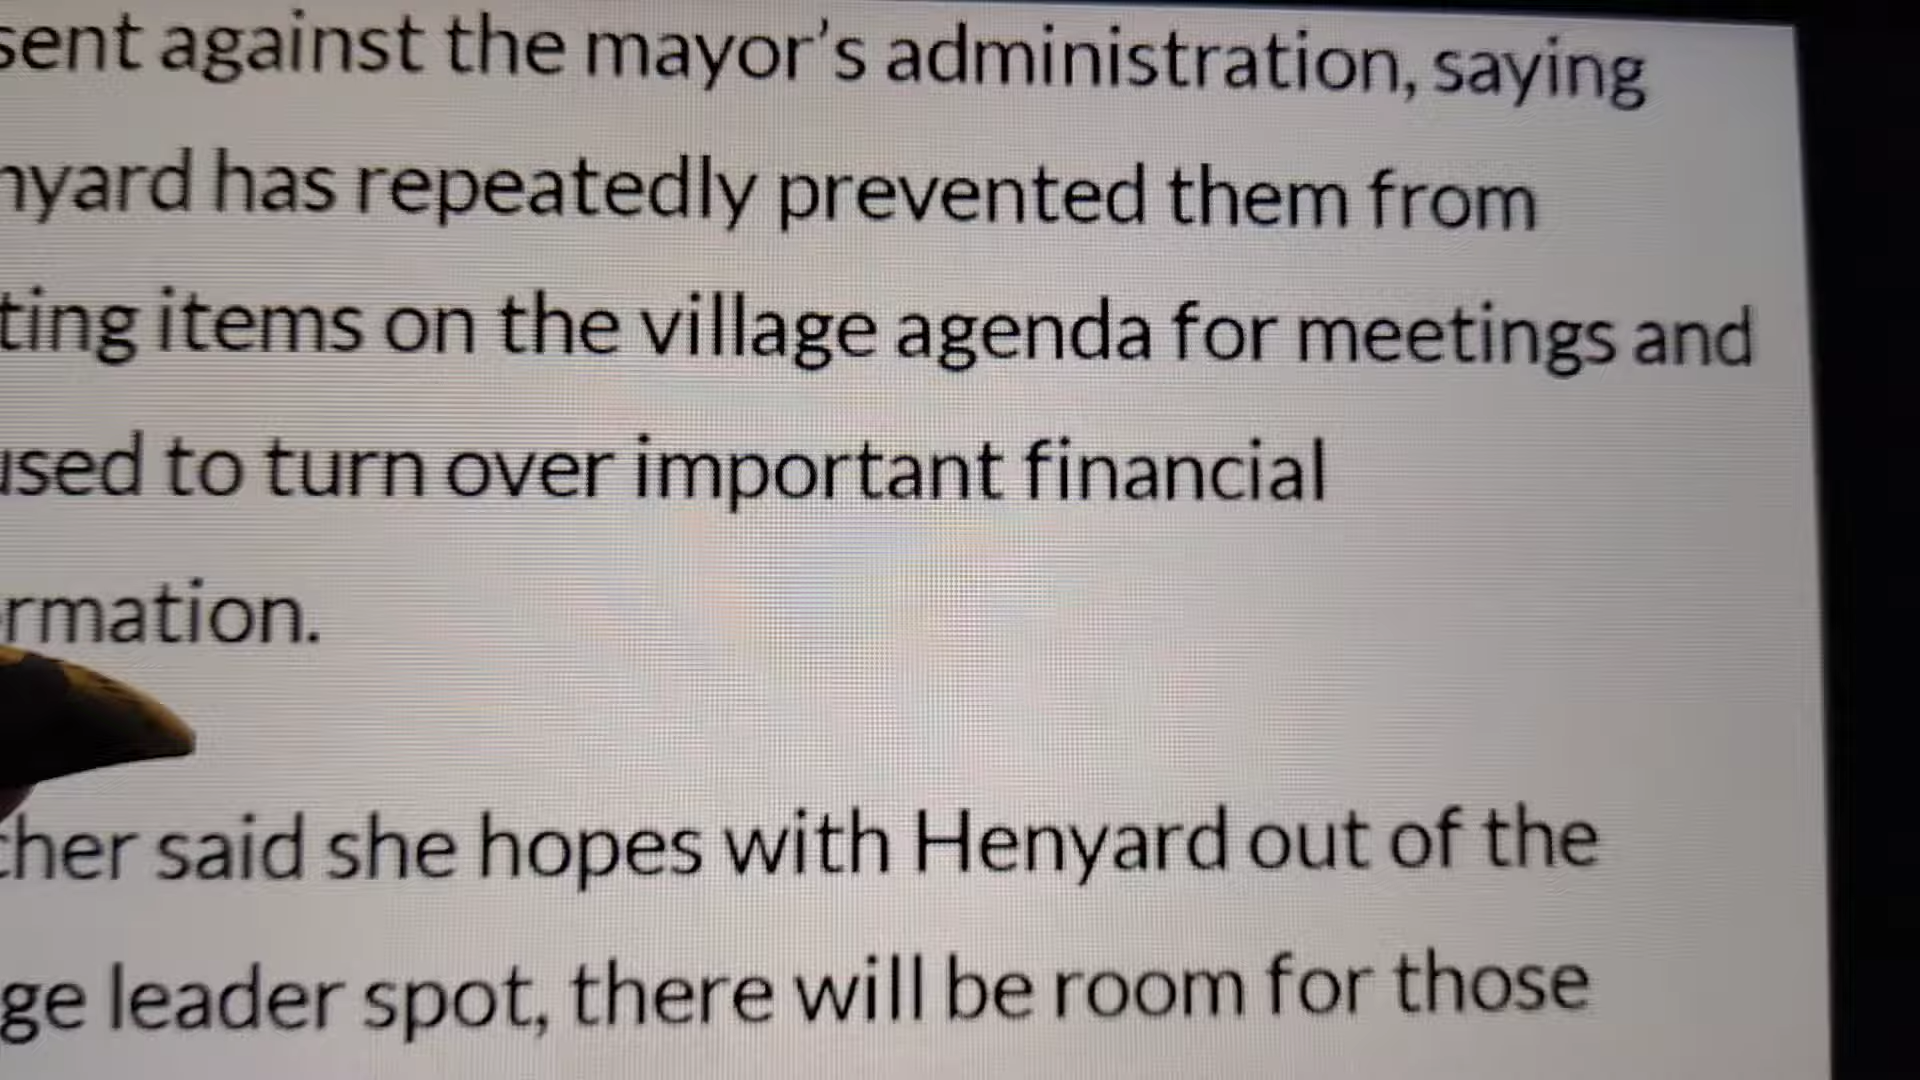 sent against the mayor's administration, saying
nyard has repeatedly prevented them from
ting items on the village agenda for meetings and
used to turn over important financial
rmation.
cher said she hopes with Henyard out of the
ge leader spot, there will be room for those